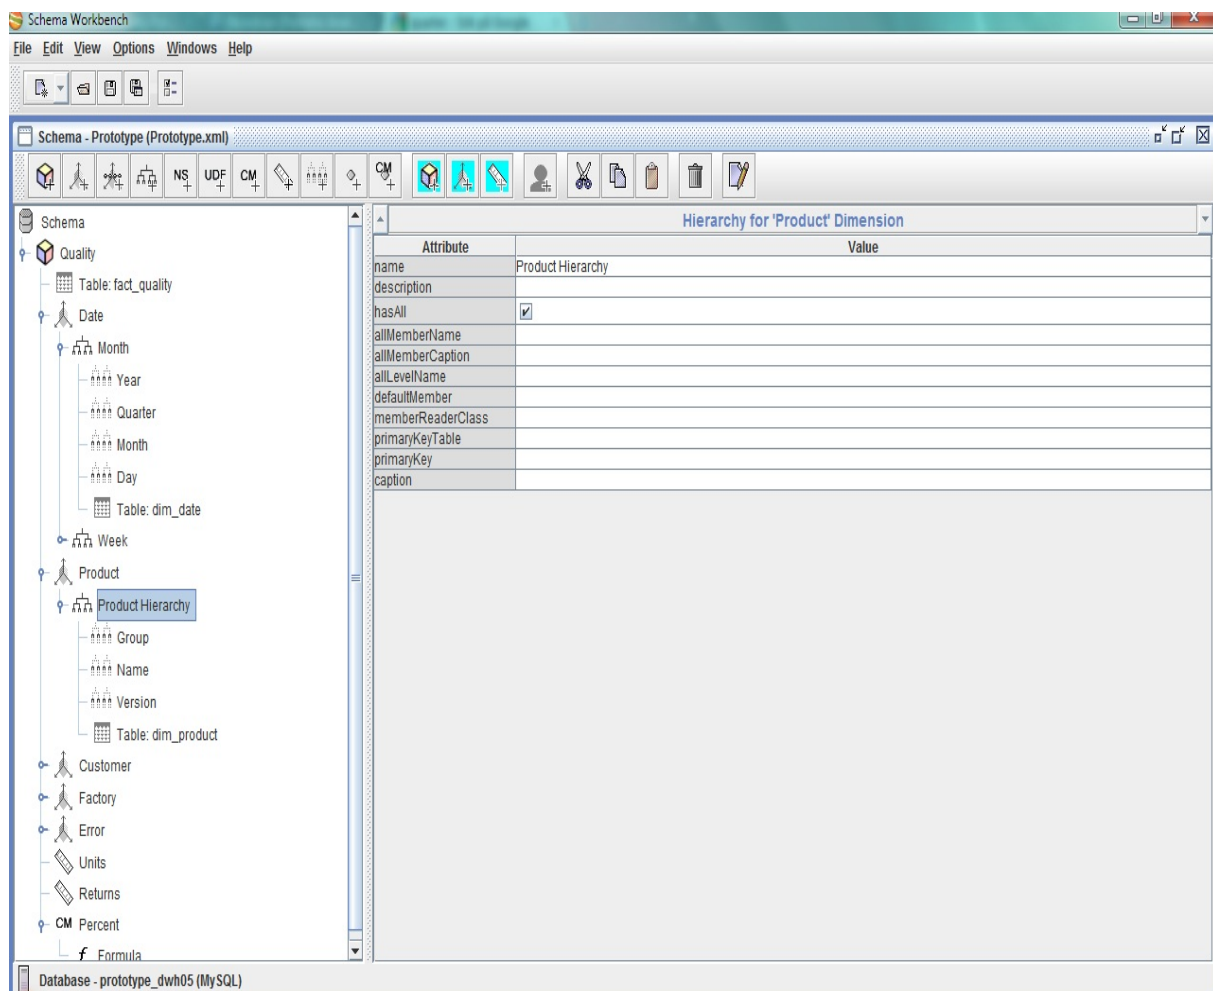 Schema Workbench
File Edit View Options Windows Help
Schema - Prototype (Prototype.xml)
NS UDF CM CM
Schema
Quality
Table: fact_quality
Date
Month
Year
Quarter
Month
Day
Table: dim_date
Week
Product
Product Hierarchy
Group
Name
Version
Table: dim_product
Customer
Factory
Error
Units
Returns
CM Percent
f Formula
Hierarchy for 'Product' Dimension
Attribute Value
name Product Hierarchy
description
hasAll
allMemberName
allMemberCaption
allLevelName
defaultMember
memberReaderClass
primaryKeyTable
primaryKey
caption
Database - prototype_dwh05 (MySQL)